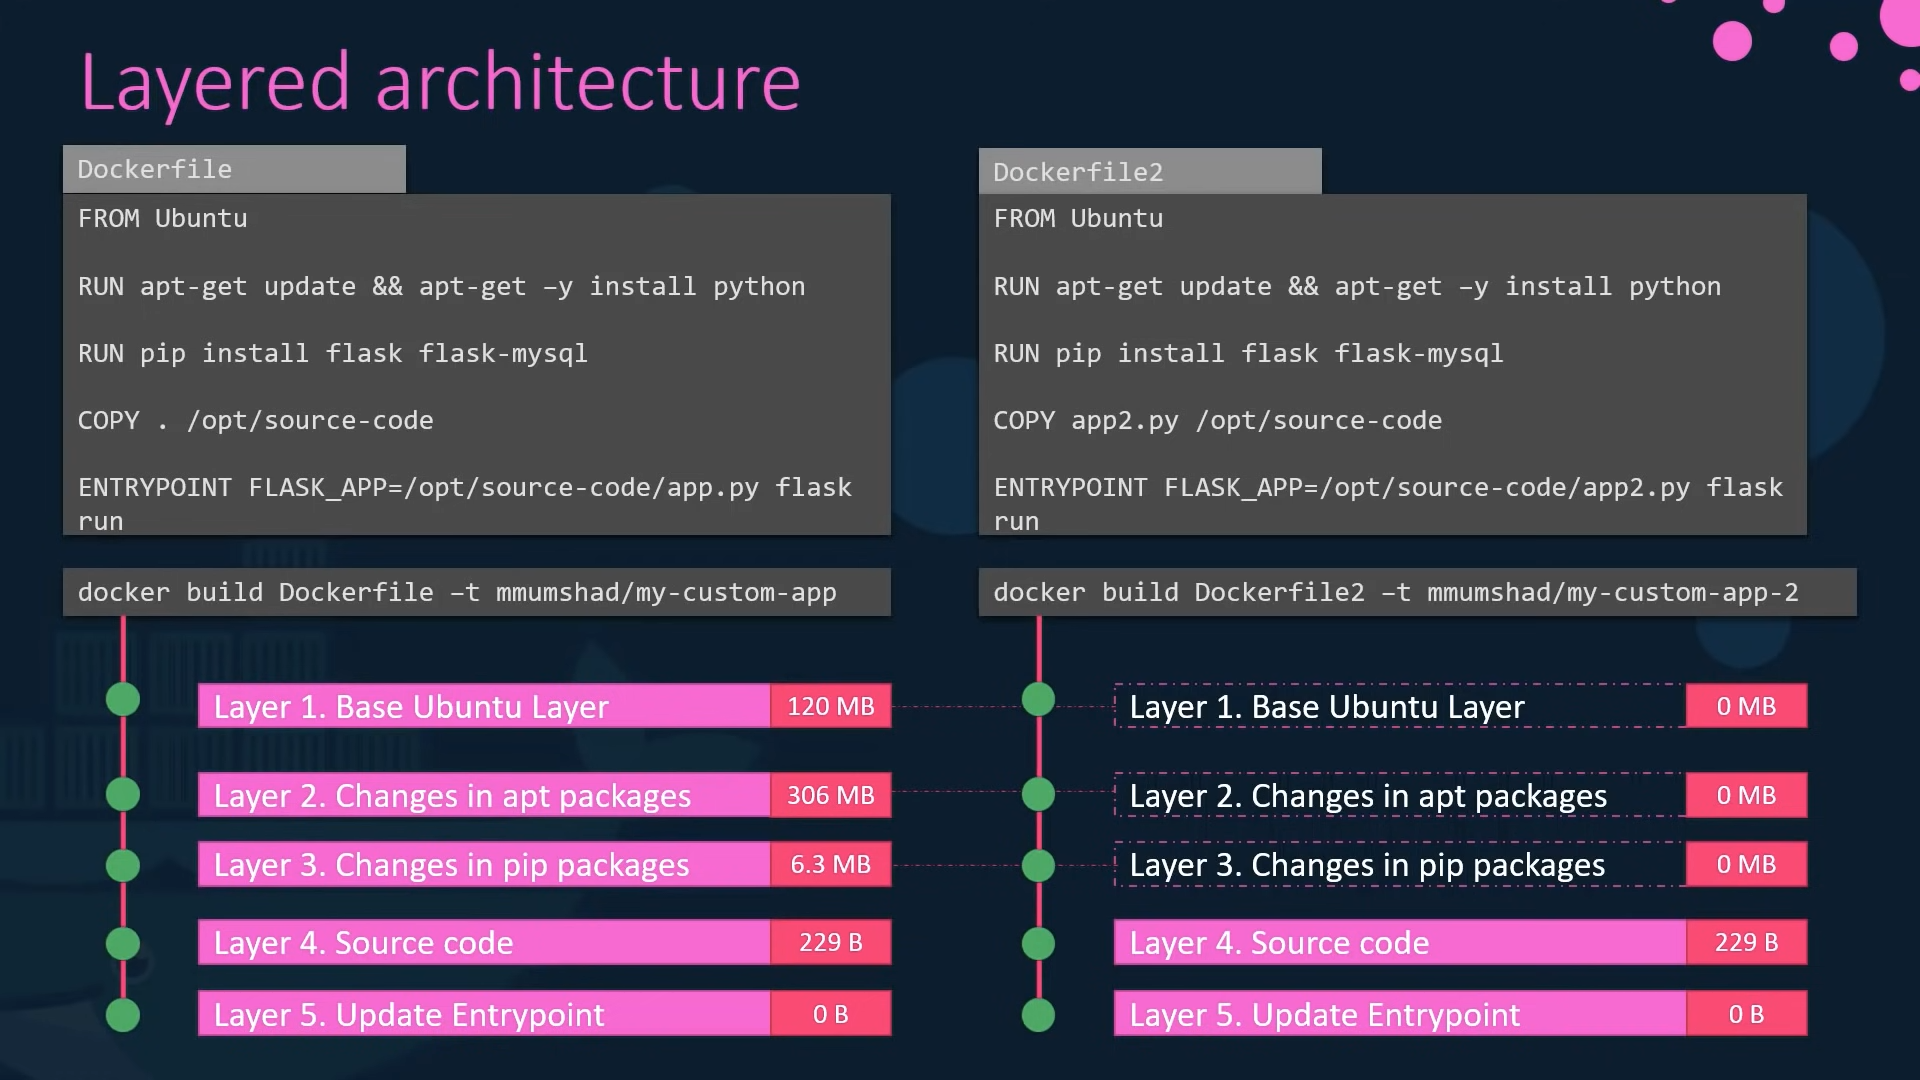 Layered architecture
Dockerfile
FROM Ubuntu
RUN apt-get update && apt-get –y install python
RUN pip install flask flask-mysql
COPY . /opt/source-code
ENTRYPOINT FLASK_APP=/opt/source-code/app.py flask
run
docker build Dockerfile –t mmumshad/my-custom-app
Layer 1. Base Ubuntu Layer 120 MB
Layer 2. Changes in apt packages 306 MB
Layer 3. Changes in pip packages 6.3 MB
Layer 4. Source code 229 B
Layer 5. Update Entrypoint 0 B
Dockerfile2
FROM Ubuntu
RUN apt-get update && apt-get –y install python
RUN pip install flask flask-mysql
COPY app2.py /opt/source-code
ENTRYPOINT FLASK_APP=/opt/source-code/app2.py flask
run
docker build Dockerfile2 –t mmumshad/my-custom-app-2
Layer 1. Base Ubuntu Layer 0 MB
Layer 2. Changes in apt packages 0 MB
Layer 3. Changes in pip packages 0 MB
Layer 4. Source code 229 B
Layer 5. Update Entrypoint 0 B